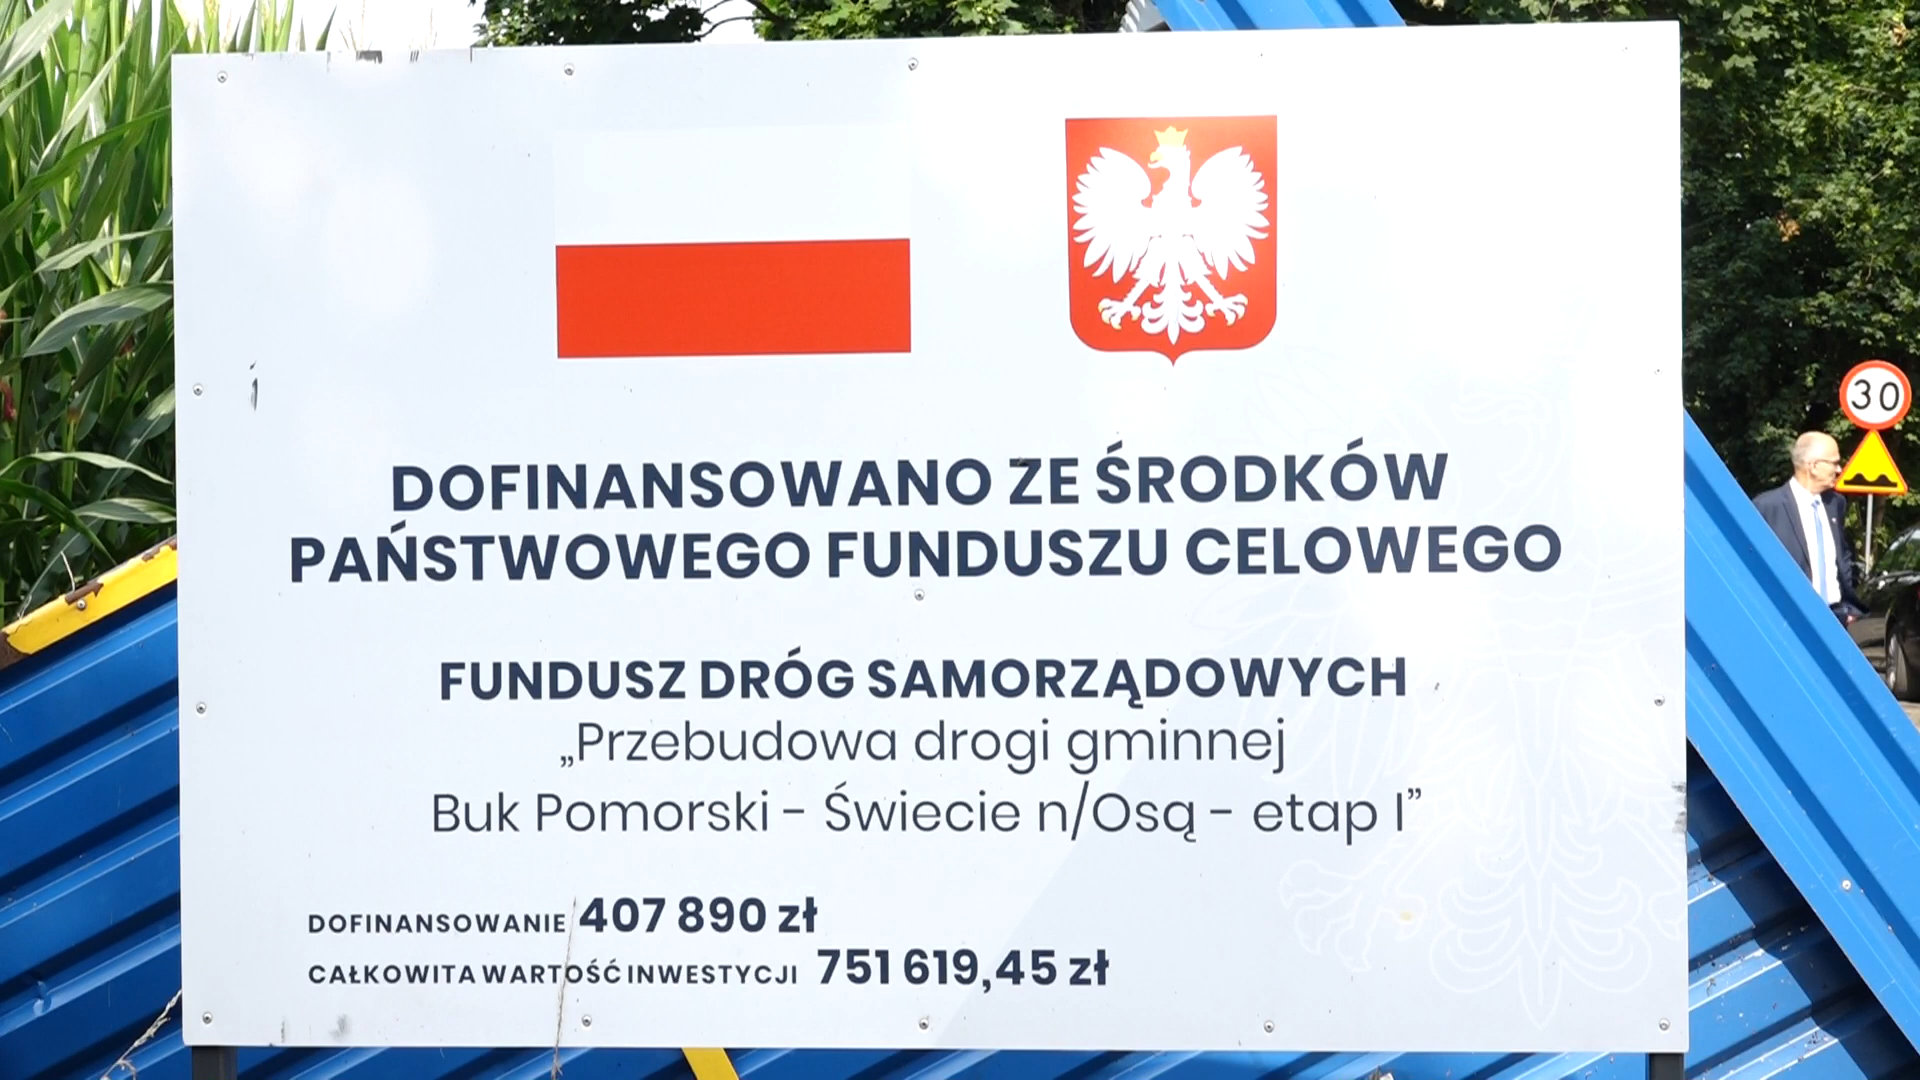 DOFINANSOWANO ZE ŚRODKÓW
PAŃSTWOWEGO FUNDUSZU CELOWEGO
FUNDUSZ DRÓG SAMORZĄDOWYCH
„Przebudowa drogi gminnej
Buk Pomorski - Świecie n/Osą - etap I”
DOFINANSOWANIE 407 890 zł
CAŁKOWITA WARTOŚĆ INWESTYCJI 751 619,45 zł
30